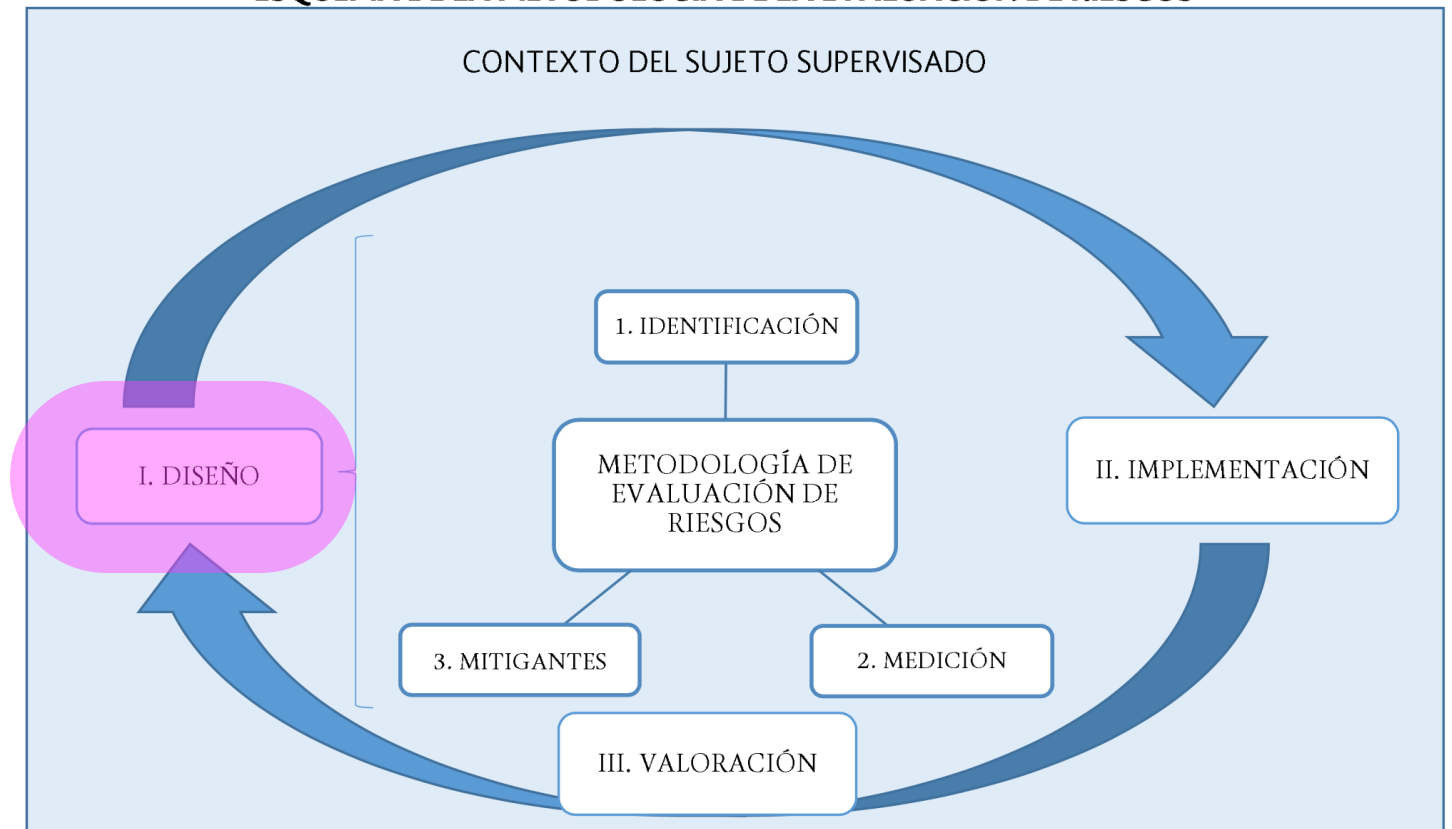 CONTEXTO DEL SUJETO SUPERVISADO
1. IDENTIFICACIÓN
I. DISEÑO
METODOLOGÍA DE
EVALUACIÓN DE
RIESGOS
II. IMPLEMENTACIÓN
3. MITIGANTES
2. MEDICIÓN
III. VALORACIÓN